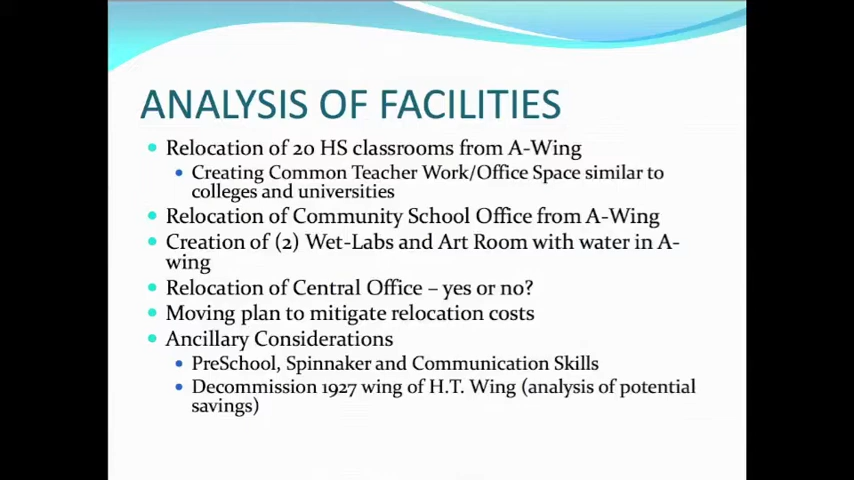 ANALYSIS OF FACILITIES
• Relocation of 20 HS classrooms from A-Wing
• Creating Common Teacher Work/Office Space similar to
colleges and universities
• Relocation of Community School Office from A-Wing
• Creation of (2) Wet-Labs and Art Room with water in A-
wing
• Relocation of Central Office – yes or no?
• Moving plan to mitigate relocation costs
• Ancillary Considerations
• PreSchool, Spinnaker and Communication Skills
• Decommission 1927 wing of H.T. Wing (analysis of potential
savings)